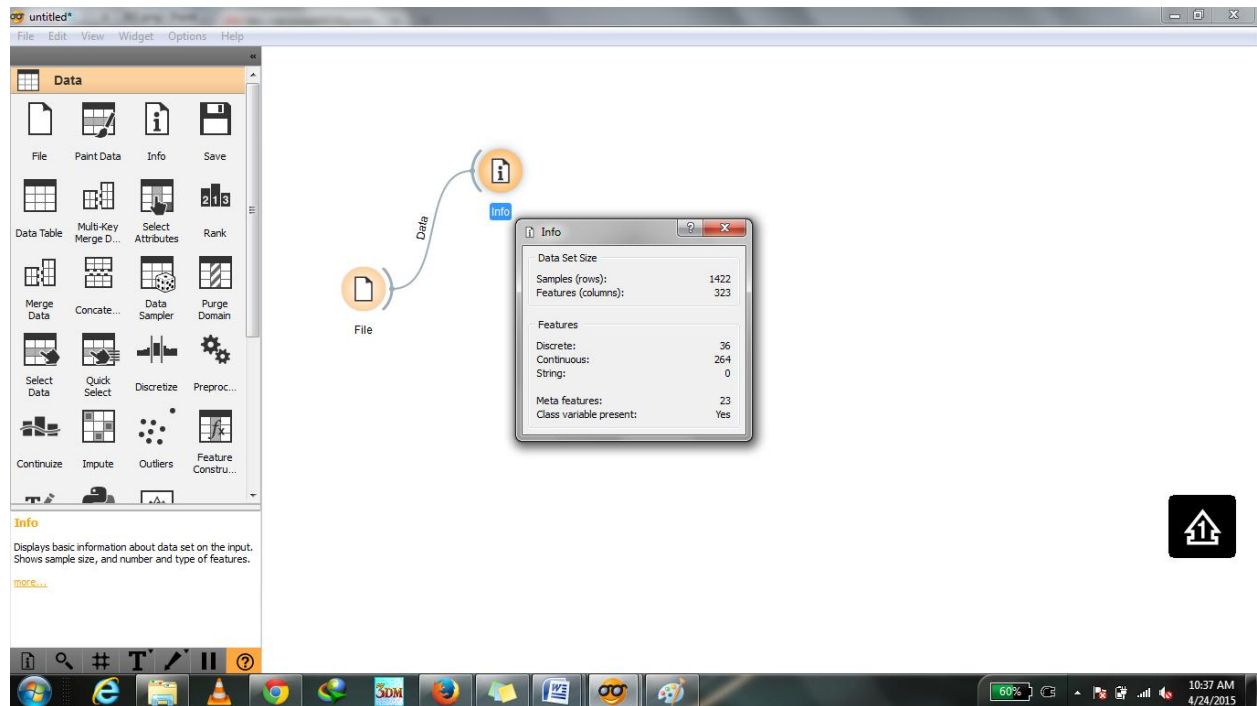 untitled*
File Edit View Widget Options Help
Data
File Paint Data Info Save
Data Table Multi-Key Merge D... Select Attributes Rank
Merge Data Concate... Data Sampler Purge Domain
Select Data Quick Select Discretize Preproc...
Continuize Impute Outliers Feature Constru...
Info
Displays basic information about data set on the input.
Shows sample size, and number and type of features.
more...
File
Data
Info
Info
Data Set Size
Samples (rows): 1422
Features (columns): 323
Features
Discrete: 36
Continuous: 264
String: 0
Meta features: 23
Class variable present: Yes
1
3DM
60%
10:37 AM
4/24/2015